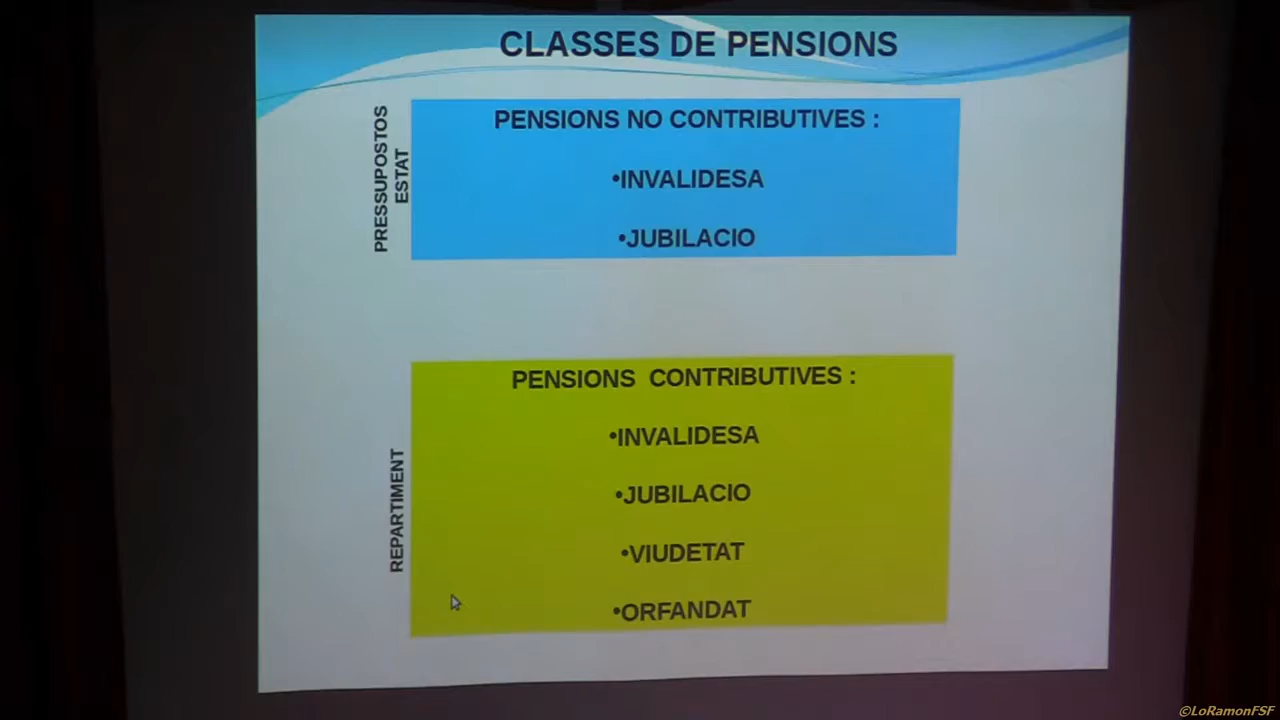 CLASSES DE PENSIONS
PRESSUPOSTOS
ESTAT
PENSIONS NO CONTRIBUTIVES :
•INVALIDESA
•JUBILACIO
REPARTIMENT
PENSIONS CONTRIBUTIVES :
•INVALIDESA
•JUBILACIO
•VIUDETAT
•ORFANDAT
©LoRamonFSF